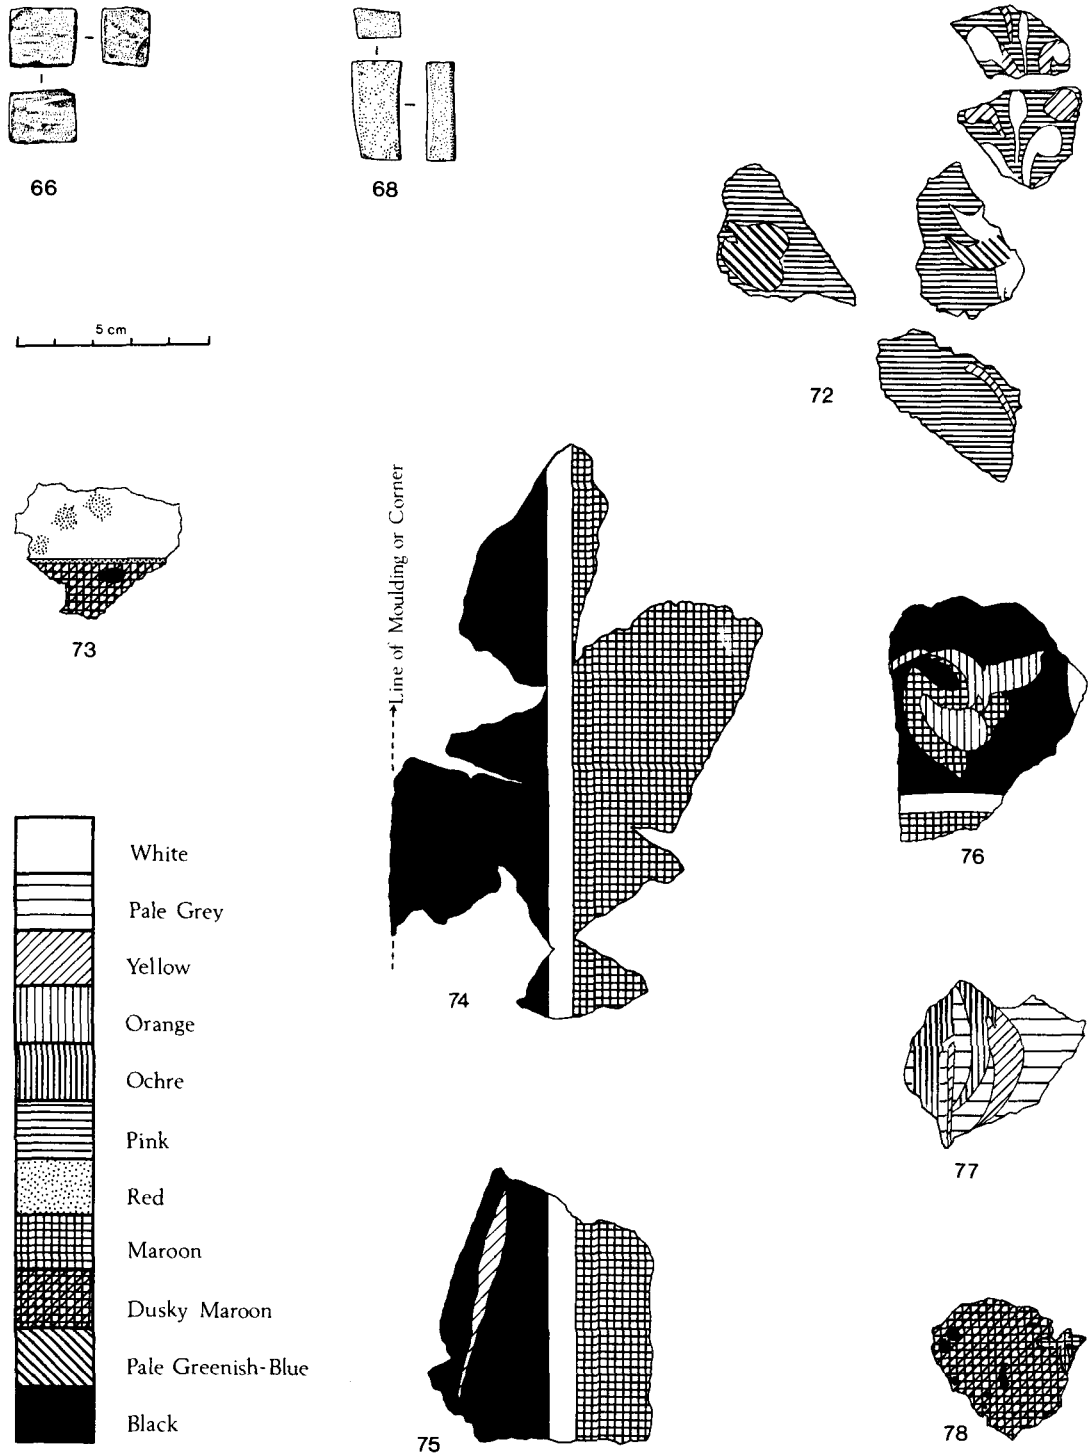 66
68
5 cm
72
73
Line of Moulding or Corner
74
76
White
Pale Grey
Yellow
Orange
Ochre
Pink
Red
Maroon
Dusky Maroon
Pale Greenish-Blue
Black
75
77
78